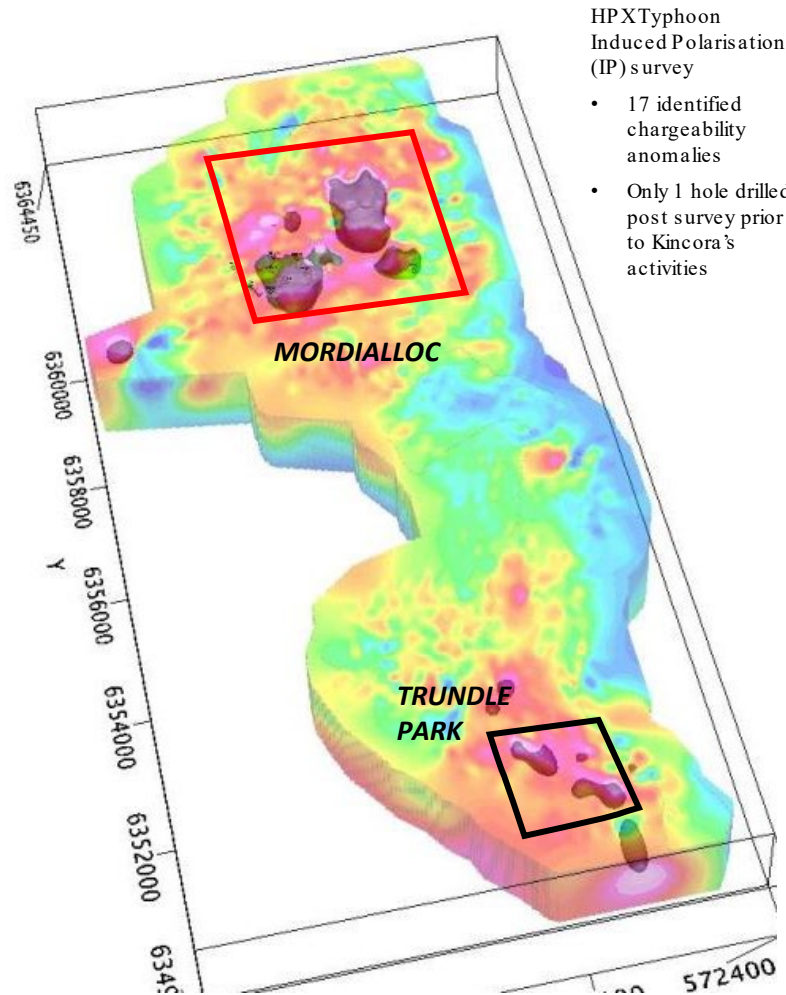 HPX Typhoon
Induced Polarisation
(IP) survey
• 17 identified
chargeability
anomalies
• Only 1 hole drilled
post survey prior
to Kincora's
activities
6364450
MORDIALLOC
6360000
6358000
Y
6356000
TRUNDLE
PARK
6354000
6352000
572400